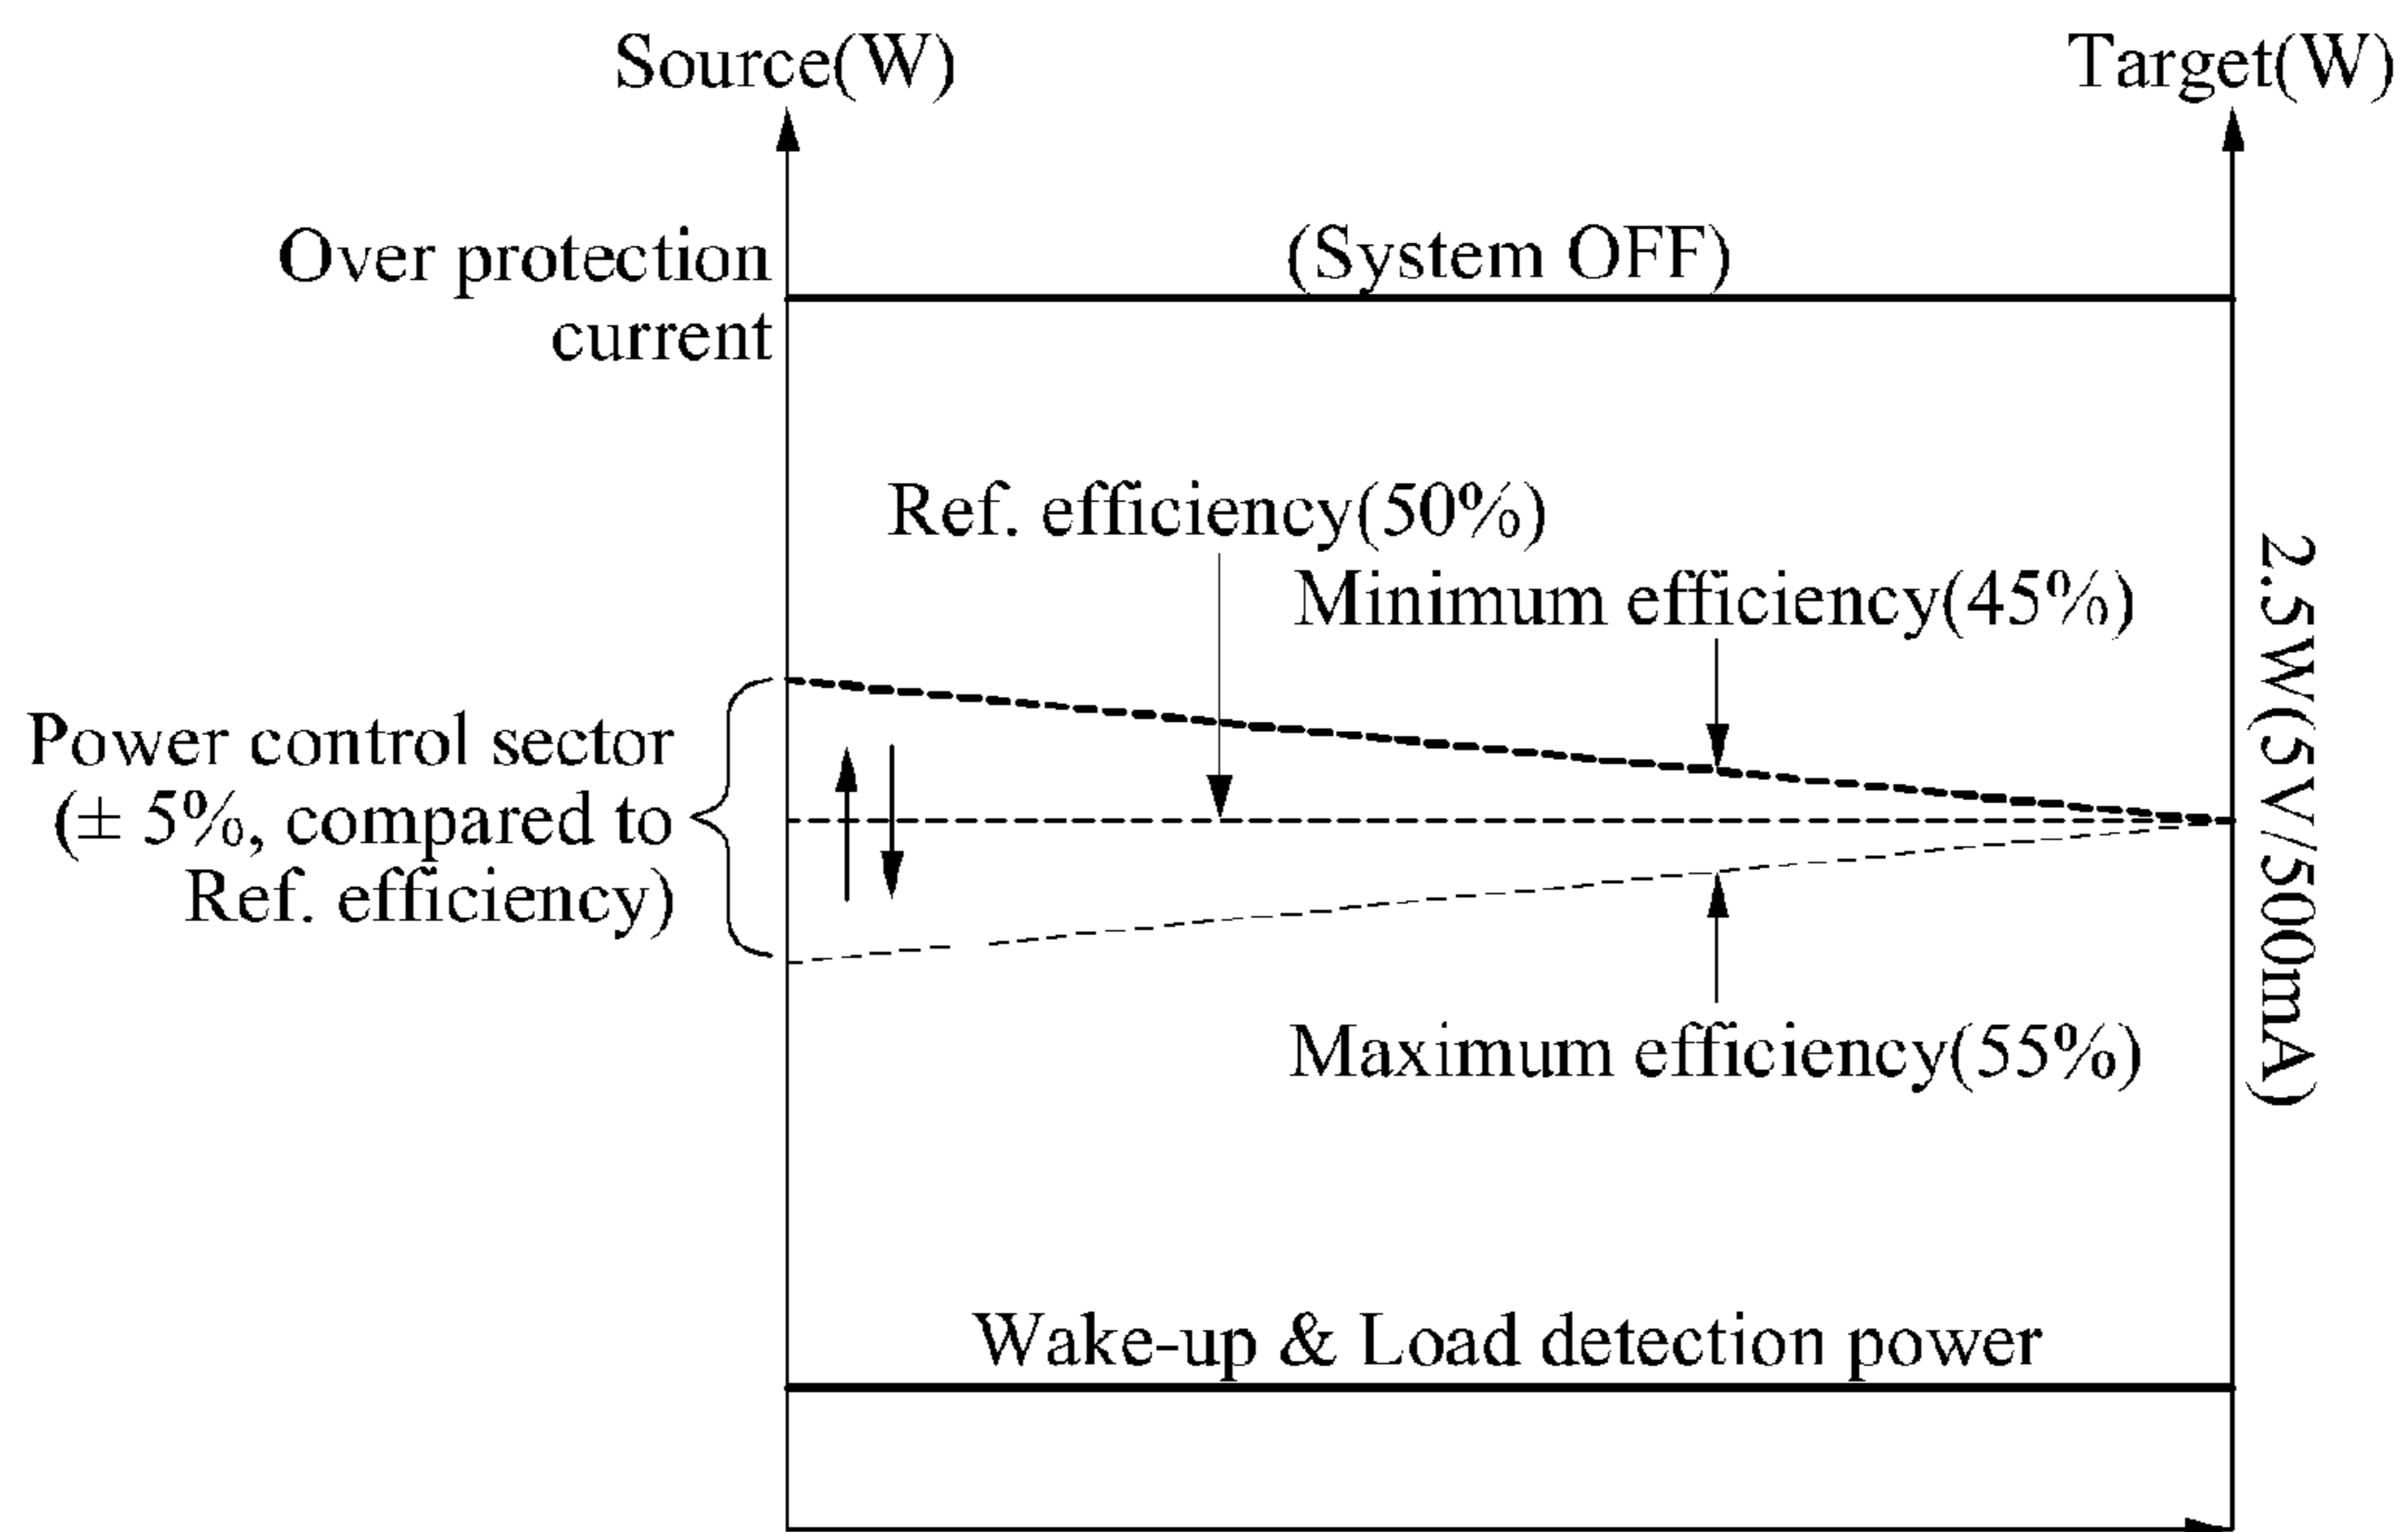 Source(W)
Target(W)
Over protection
current
(System OFF)
Ref. efficiency(50%)
Minimum efficiency(45%)
Power control sector
(± 5%, compared to
Ref. efficiency)
2.5W(5V/500mA)
Maximum efficiency(55%)
Wake-up & Load detection power